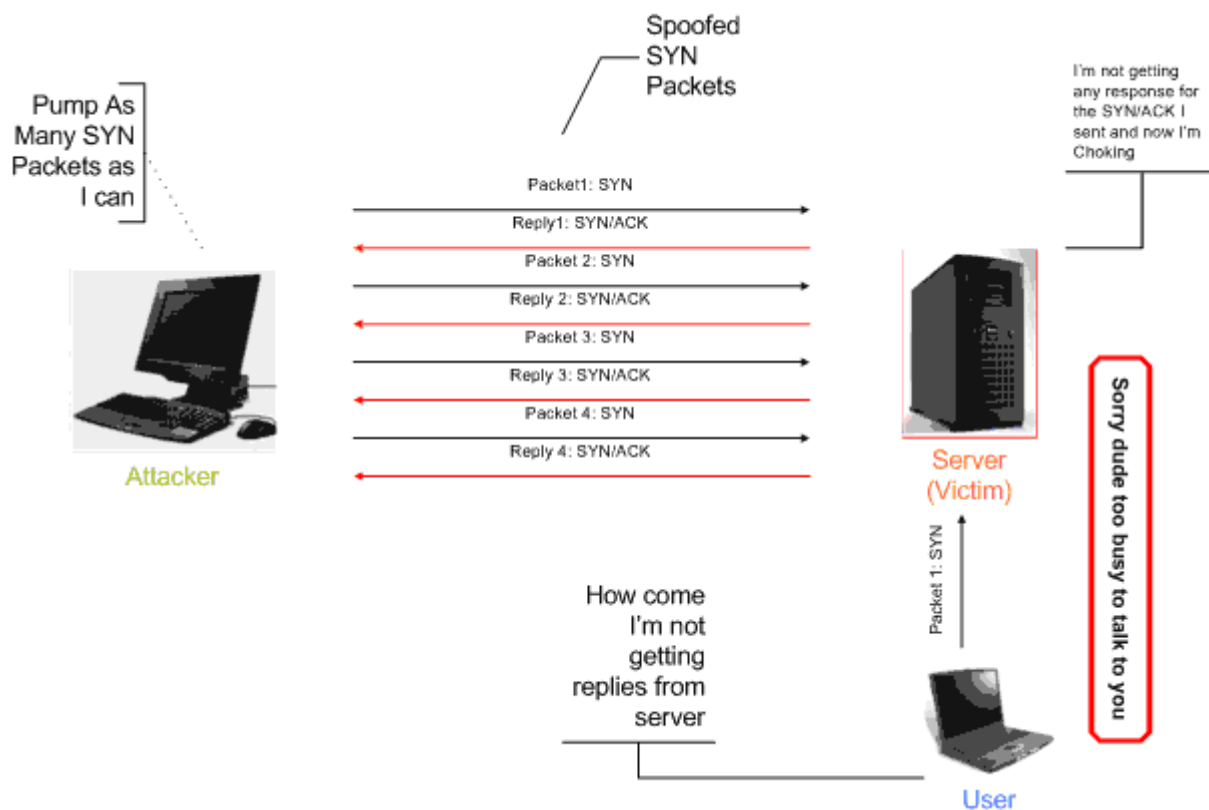 Spoofed
SYN
Packets
I'm not getting
any response for
the SYN/ACK I
sent and now I'm
Choking
Pump As
Many SYN
Packets as
I can
Packet1: SYN
Reply1: SYN/ACK
Packet 2: SYN
Reply 2: SYN/ACK
Packet 3: SYN
Reply 3: SYN/ACK
Packet 4: SYN
Reply 4: SYN/ACK
Attacker
Server
(Victim)
Sorry dude too busy to talk to you
Packet 1: SYN
How come
I'm not
getting
replies from
server
User